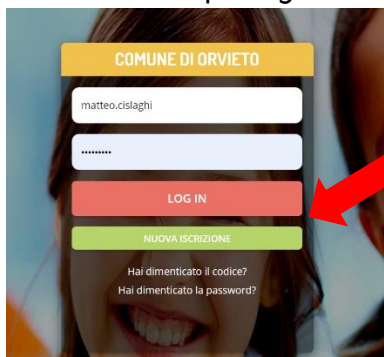 COMUNE DI ORVIETO
matteo.cislaghi
•••••••••
LOG IN
NUOVA ISCRIZIONE
Hai dimenticato il codice?
Hai dimenticato la password?